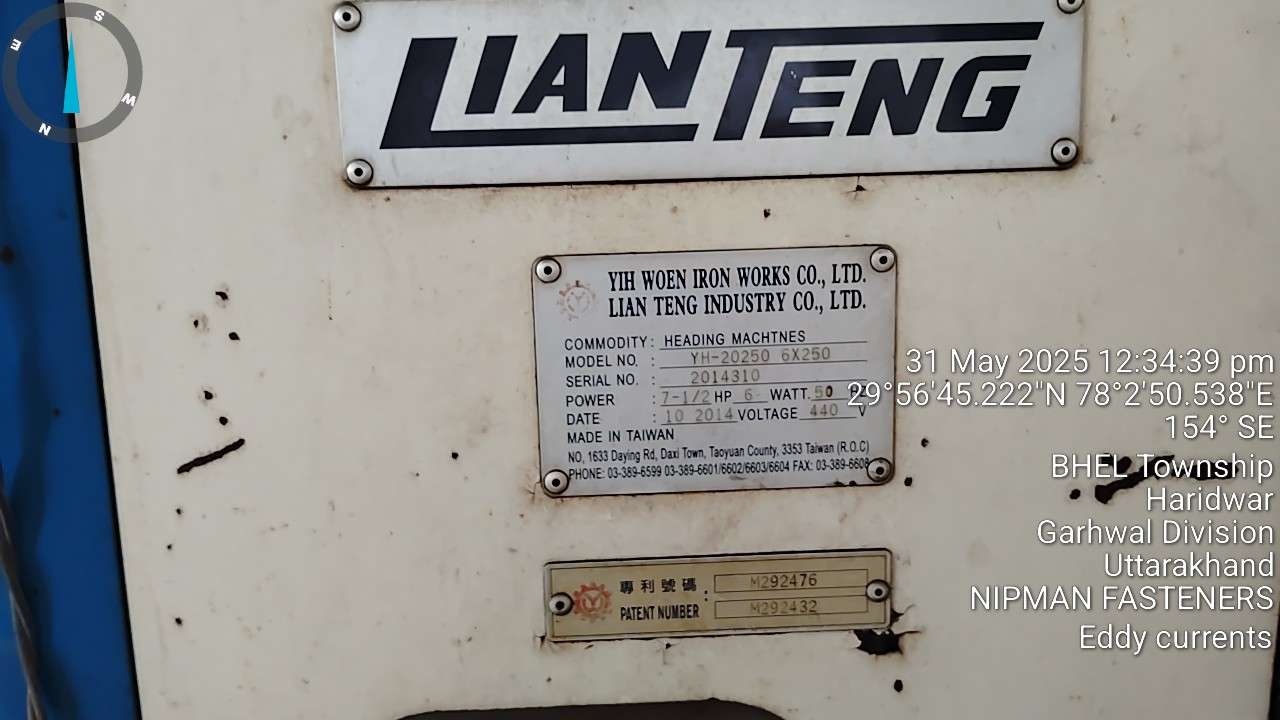 S
E
W
N
LIAN TENG
YIH WOEN IRON WORKS CO., LTD.
LIAN TENG INDUSTRY CO., LTD.
COMMODITY: HEADING MACHTNES
MODEL NO. : YH-20250 6X250
SERIAL NO. : 2014310
POWER : 7-1/2 HP 6 WATT. 50 HZ
DATE : 10 2014 VOLTAGE 440 V
MADE IN TAIWAN
NO, 1633 Daying Rd, Daxi Town, Taoyuan County, 3353 Taiwan (R.O.C)
PHONE: 03-389-6599 03-389-6601/6602/6603/6604 FAX: 03-389-6608
專利號碼 : M292476
PATENT NUMBER M292432
31 May 2025 12:34:39 pm
29°56'45.222"N 78°2'50.538"E
154° SE
BHEL Township
Haridwar
Garhwal Division
Uttarakhand
NIPMAN FASTENERS
Eddy currents